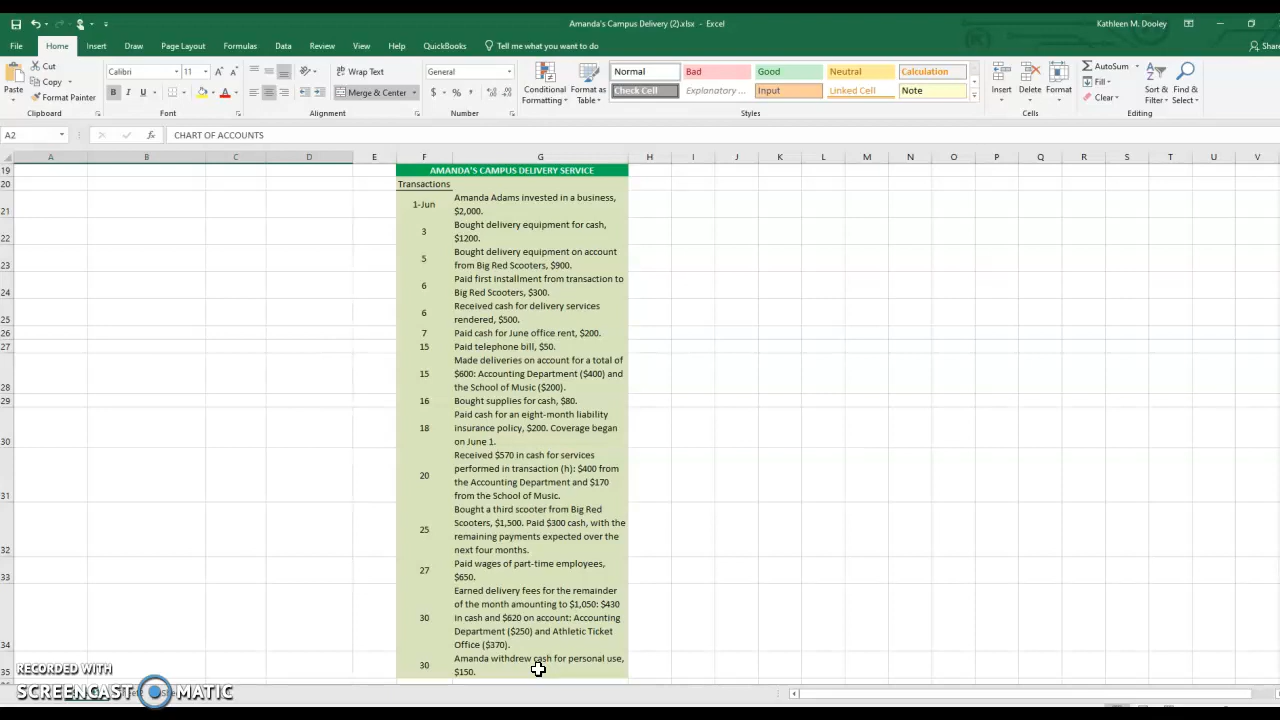 Amanda's Campus Delivery (2).xlsx - Excel
Kathleen M. Dooley
File Home Insert Draw Page Layout Formulas Data Review View Help QuickBooks Tell me what you want to do Share
Paste
Cut
Copy
Format Painter
Clipboard
Calibri 11
B I U
Font
Wrap Text
Merge & Center
Alignment
General
$ % ,
Number
Conditional Formatting
Format as Table
Normal Bad Good Neutral Calculation
Check Cell Explanatory ... Input Linked Cell Note
Styles
Insert Delete Format
Cells
AutoSum
Fill
Clear
Sort & Filter
Find & Select
Editing
A2 fx CHART OF ACCOUNTS
A B C D E F G H I J K L M N O P Q R S T U V
19 AMANDA'S CAMPUS DELIVERY SERVICE
20 Transactions
Amanda Adams invested in a business,
21 1-Jun $2,000.
Bought delivery equipment for cash,
22 3 $1200.
Bought delivery equipment on account
23 5 from Big Red Scooters, $900.
Paid first installment from transaction to
24 6 Big Red Scooters, $300.
Received cash for delivery services
25 6 rendered, $500.
26 7 Paid cash for June office rent, $200.
27 15 Paid telephone bill, $50.
Made deliveries on account for a total of
15 $600: Accounting Department ($400) and
28 the School of Music ($200).
29 16 Bought supplies for cash, $80.
Paid cash for an eight-month liability
18 insurance policy, $200. Coverage began
30 on June 1.
Received $570 in cash for services
performed in transaction (h): $400 from
20 the Accounting Department and $170
31 from the School of Music.
Bought a third scooter from Big Red
Scooters, $1,500. Paid $300 cash, with the
25 remaining payments expected over the
32 next four months.
Paid wages of part-time employees,
33 27 $650.
Earned delivery fees for the remainder
of the month amounting to $1,050: $430
30 in cash and $620 on account: Accounting
Department ($250) and Athletic Ticket
34 Office ($370).
Amanda withdrew cash for personal use,
35 30 $150.
RECORDED WITH
SCREENCAST MATIC